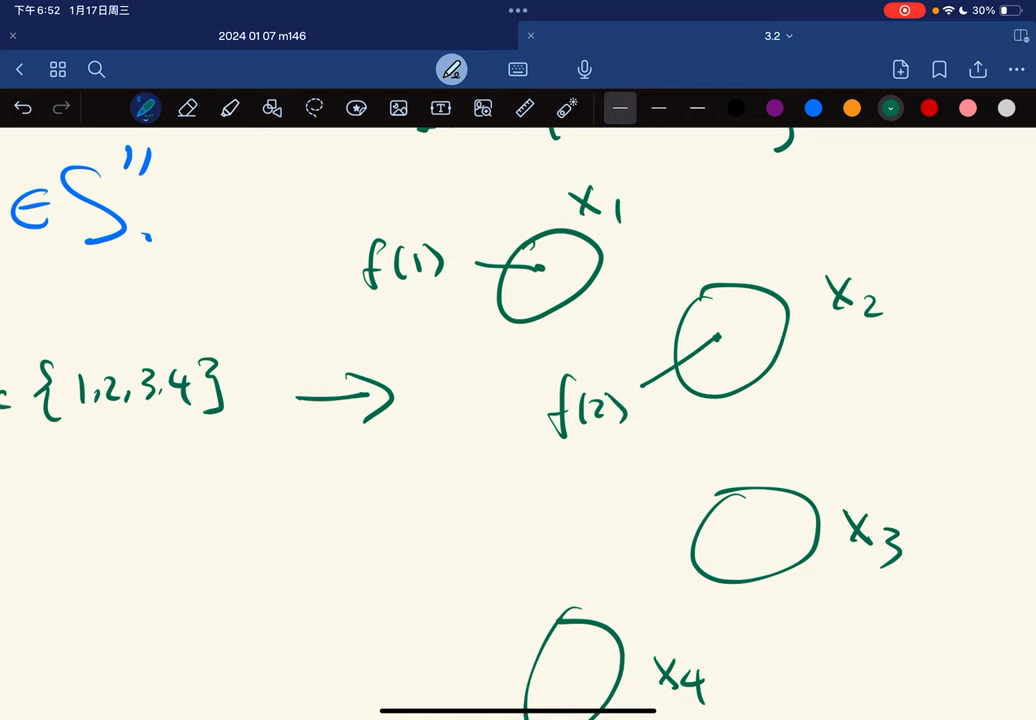 下午6:52 1月17日周三
30%
2024 01 07 m146
3.2
∈S".
x1
f(1)
x2
{1,2,3,4}
f(2)
x3
x4